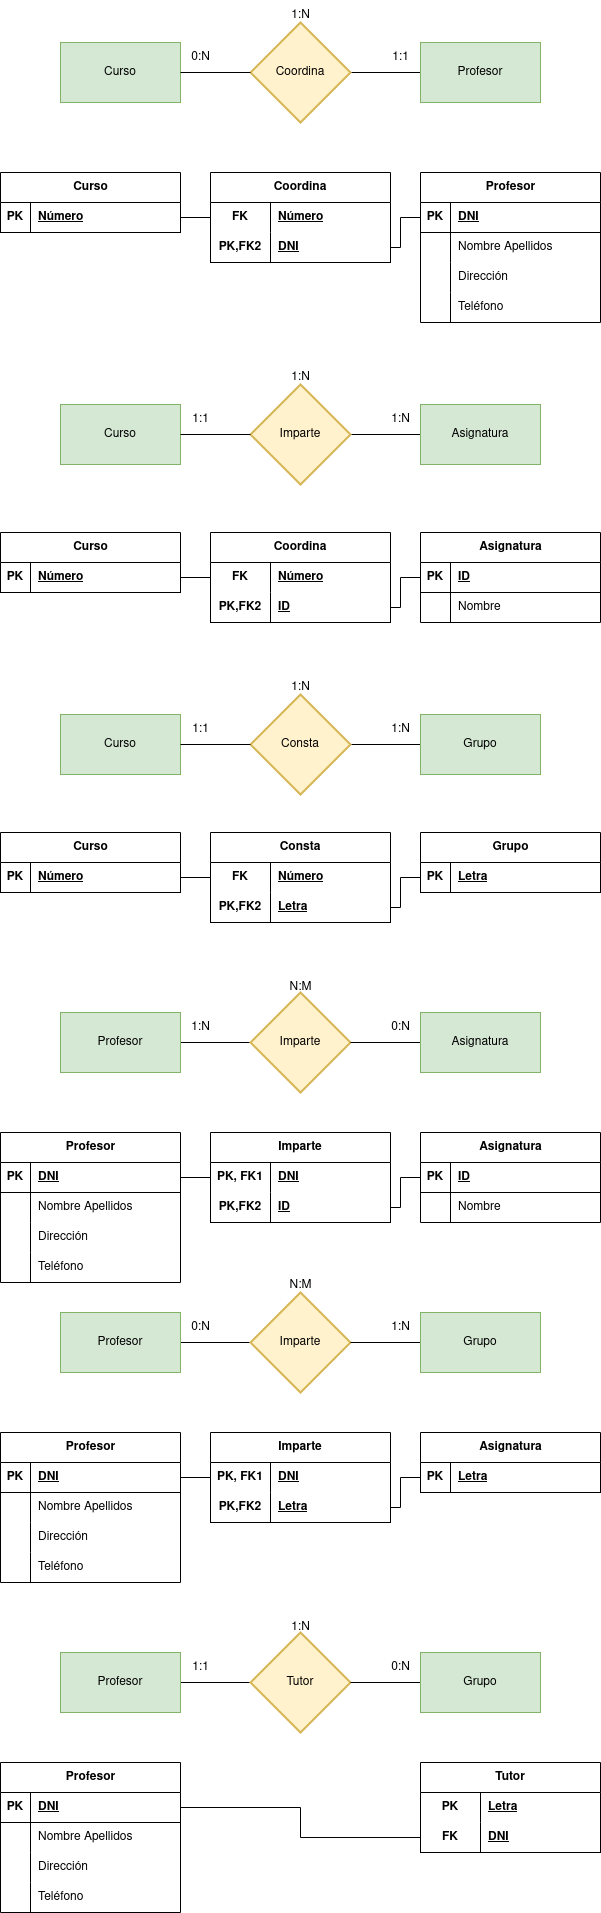 1:N
0:N 1:1
Curso Coordina Profesor
Curso Coordina Profesor
PK Número FK Número PK DNI
PK,FK2 DNI Nombre Apellidos
Dirección
Teléfono
1:N
1:1 1:N
Curso Imparte Asignatura
Curso Coordina Asignatura
PK Número FK Número PK ID
PK,FK2 ID Nombre
1:N
1:1 1:N
Curso Consta Grupo
Curso Consta Grupo
PK Número FK Número PK Letra
PK,FK2 Letra
N:M
1:N 0:N
Profesor Imparte Asignatura
Profesor Imparte Asignatura
PK DNI PK, FK1 DNI PK ID
Nombre Apellidos PK,FK2 ID Nombre
Dirección
Teléfono
N:M
0:N 1:N
Profesor Imparte Grupo
Profesor Imparte Asignatura
PK DNI PK, FK1 DNI PK Letra
Nombre Apellidos PK,FK2 Letra
Dirección
Teléfono
1:N
1:1 0:N
Profesor Tutor Grupo
Profesor Tutor
PK DNI PK Letra
Nombre Apellidos FK DNI
Dirección
Teléfono